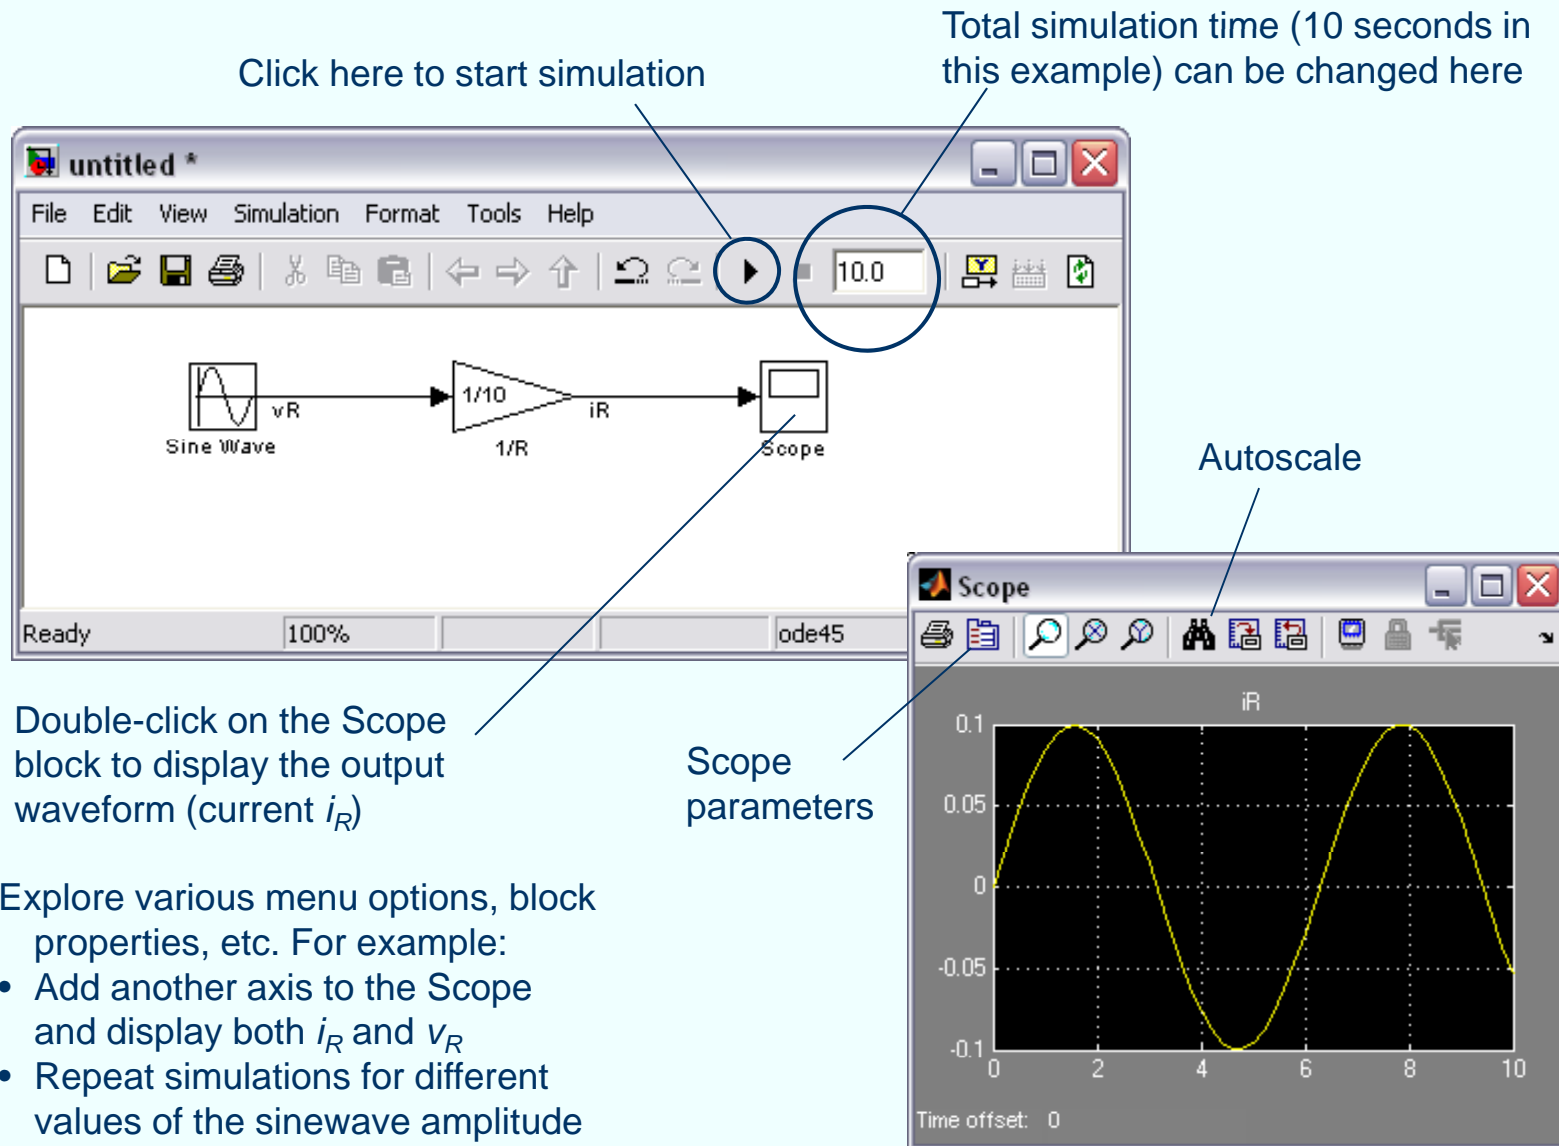 Total simulation time (10 seconds in
this example) can be changed here
Click here to start simulation
untitled *
File Edit View Simulation Format Tools Help
10.0
vR
1/10
iR
Sine Wave
1/R
Scope
Ready 100% ode45
Autoscale
Scope
iR
0.1
0.05
0
-0.05
-0.1
0 2 4 6 8 10
Time offset: 0
Double-click on the Scope
block to display the output
waveform (current iR)
Scope
parameters
Explore various menu options, block
properties, etc. For example:
• Add another axis to the Scope
and display both iR and vR
• Repeat simulations for different
values of the sinewave amplitude